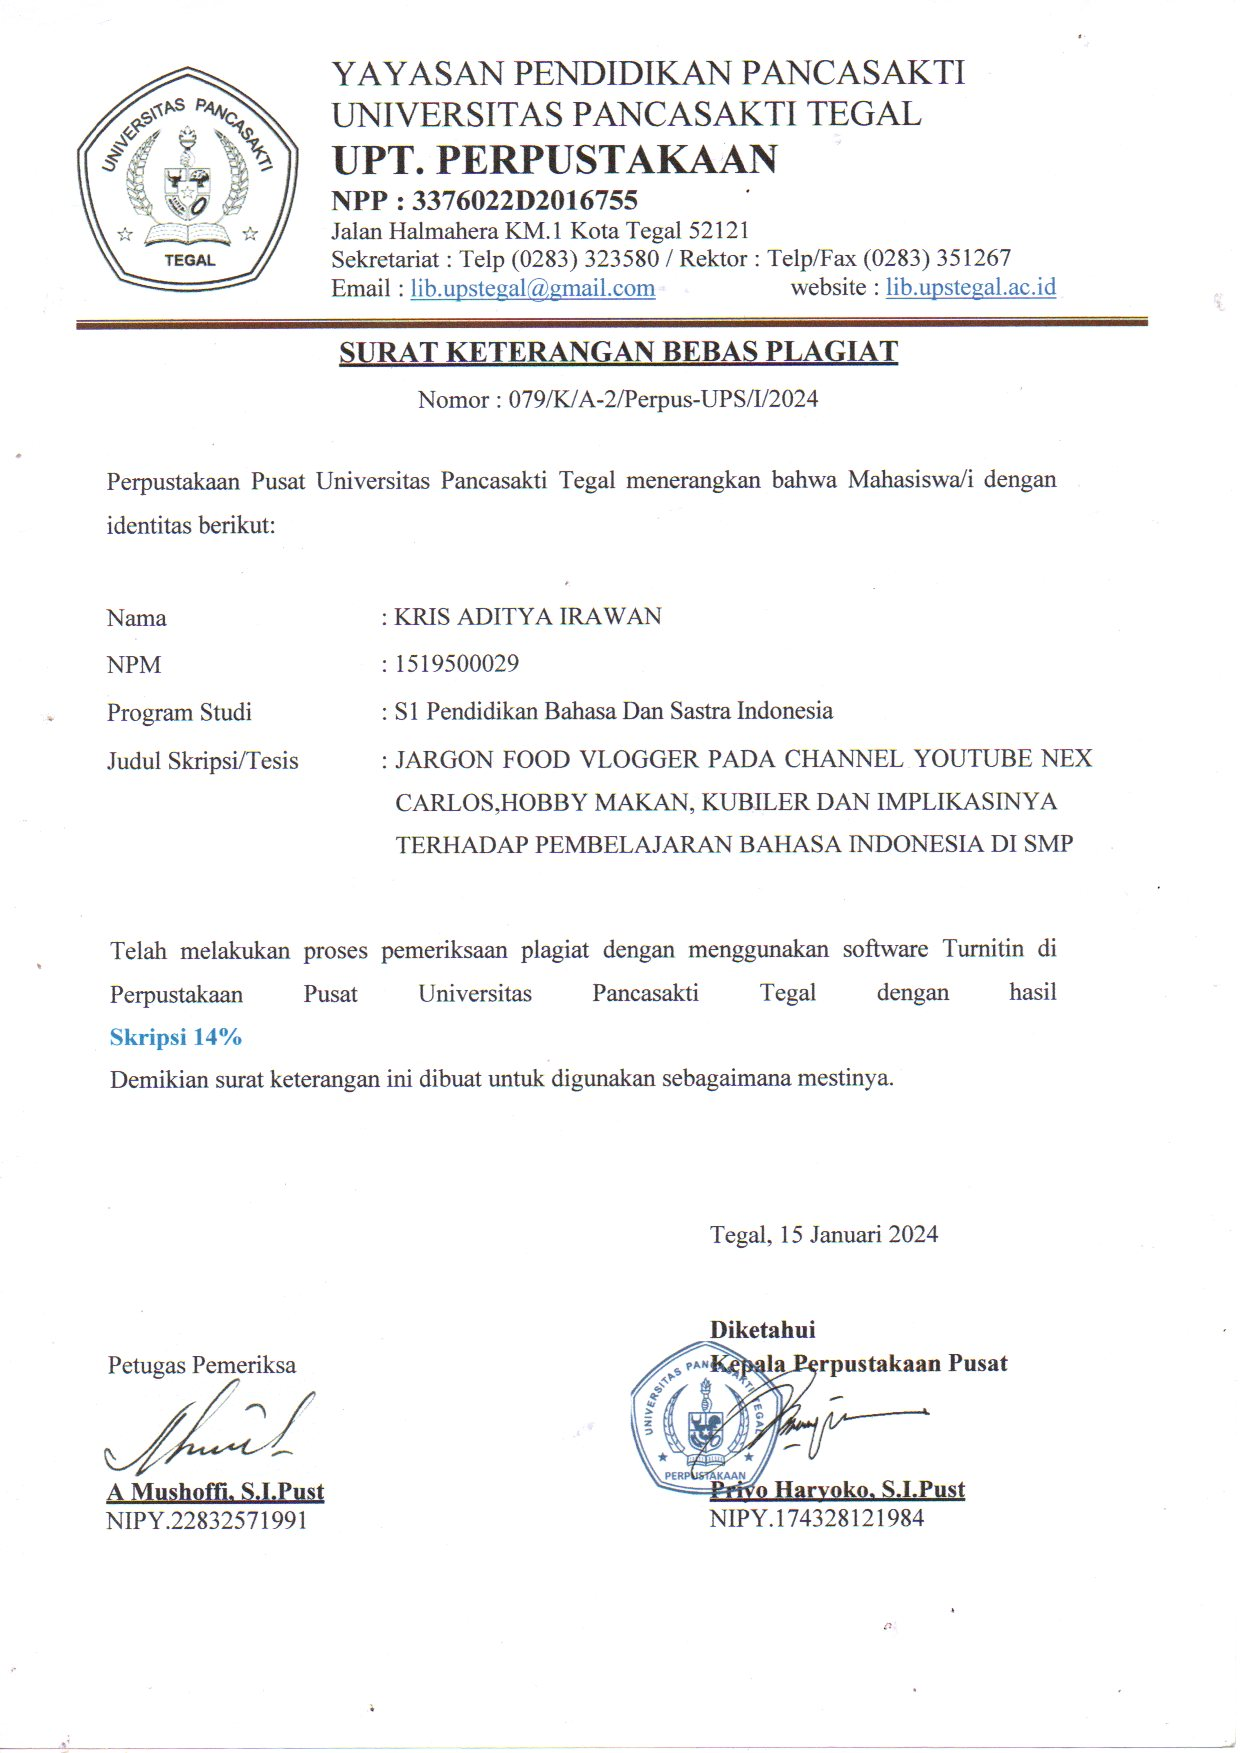 UNIVERSITAS PANCASAKTI
TEGAL
YAYASAN PENDIDIKAN PANCASAKTI
UNIVERSITAS PANCASAKTI TEGAL
UPT. PERPUSTAKAAN
NPP : 3376022D2016755
Jalan Halmahera KM.1 Kota Tegal 52121
Sekretariat : Telp (0283) 323580 / Rektor : Telp/Fax (0283) 351267
Email : lib.upstegal@gmail.com website : lib.upstegal.ac.id
SURAT KETERANGAN BEBAS PLAGIAT
Nomor : 079/K/A-2/Perpus-UPS/I/2024
Perpustakaan Pusat Universitas Pancasakti Tegal menerangkan bahwa Mahasiswa/i dengan
identitas berikut:
Nama : KRIS ADITYA IRAWAN
NPM : 1519500029
Program Studi : S1 Pendidikan Bahasa Dan Sastra Indonesia
Judul Skripsi/Tesis : JARGON FOOD VLOGGER PADA CHANNEL YOUTUBE NEX
CARLOS,HOBBY MAKAN, KUBILER DAN IMPLIKASINYA
TERHADAP PEMBELAJARAN BAHASA INDONESIA DI SMP
Telah melakukan proses pemeriksaan plagiat dengan menggunakan software Turnitin di
Perpustakaan Pusat Universitas Pancasakti Tegal dengan hasil
Skripsi 14%
Demikian surat keterangan ini dibuat untuk digunakan sebagaimana mestinya.
Tegal, 15 Januari 2024
Diketahui
Petugas Pemeriksa
Kepala Perpustakaan Pusat
UNIVERSITAS PANCASAKTI TEGAL
PERPUSTAKAAN
A Mushoffi, S.I.Pust
Priyo Haryoko, S.I.Pust
NIPY.22832571991
NIPY.174328121984